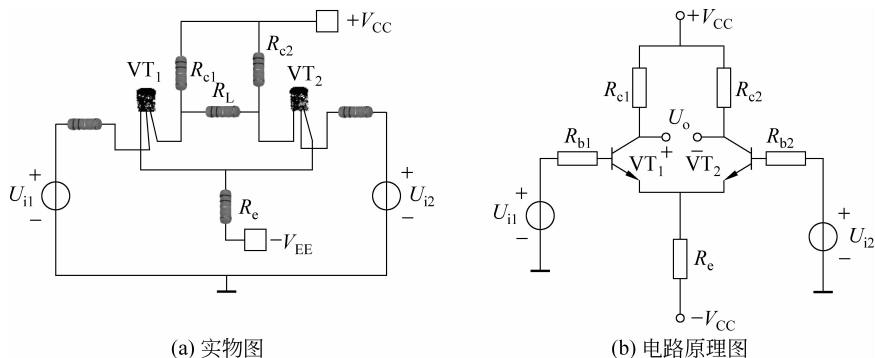 +VCC
Rc2
VT1
Rc1
RL
VT2
+
Ui1
−
Re
−VEE
+
Ui2
−
(a) 实物图
+VCC
Rc1
Rc2
Uo
Rb1
+
−
Rb2
VT1
VT2
+
Ui1
−
+
Ui2
−
Re
−VCC
(b) 电路原理图